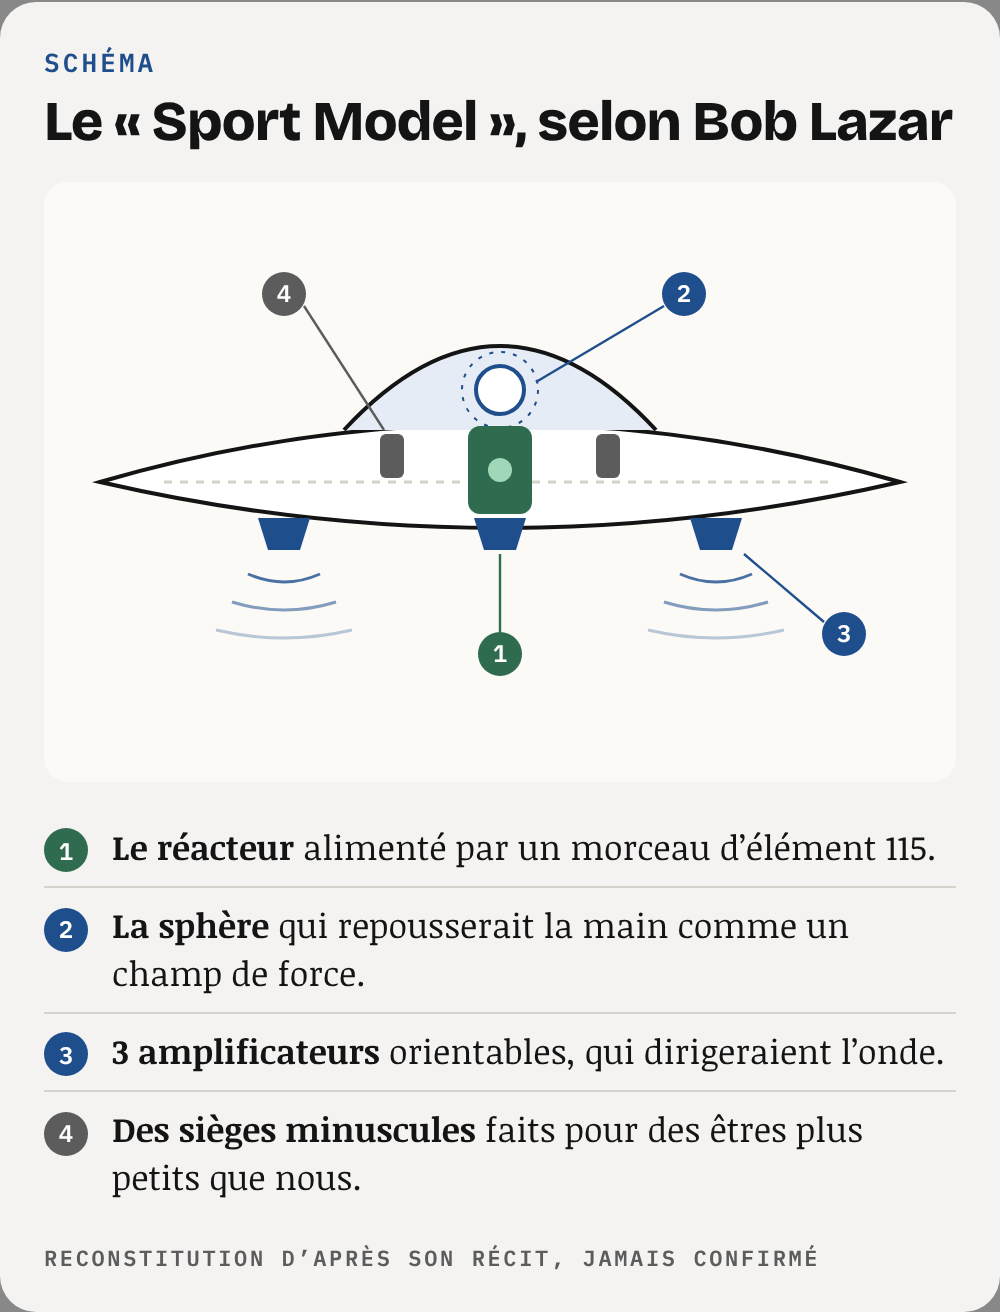 SCHÉMA
Le « Sport Model », selon Bob Lazar
4
2
3
1
1 Le réacteur alimenté par un morceau d’élément 115.
2 La sphère qui repousserait la main comme un
champ de force.
3 3 amplificateurs orientables, qui dirigeraient l’onde.
4 Des sièges minuscules faits pour des êtres plus
petits que nous.
RECONSTITUTION D’APRÈS SON RÉCIT, JAMAIS CONFIRMÉ